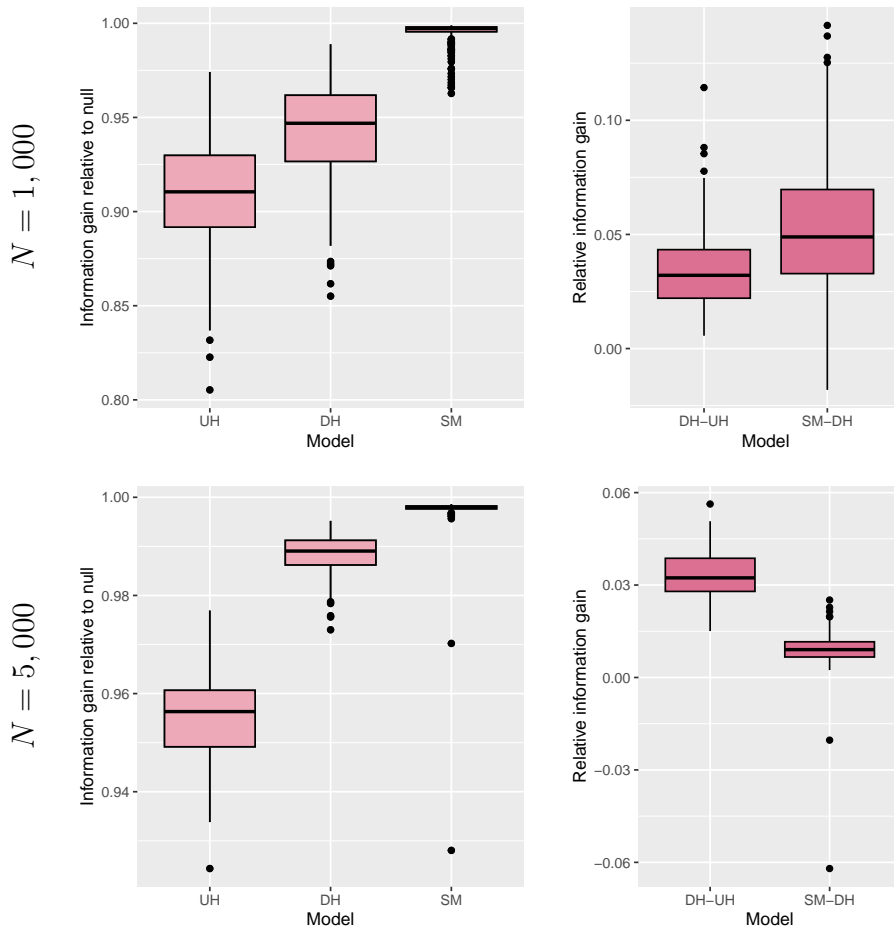 N = 1,000
Information gain relative to null
1.00
0.95
0.90
0.85
0.80
UH
DH
SM
Model
Relative information gain
0.10
0.05
0.00
DH−UH
SM−DH
Model
N = 5,000
Information gain relative to null
1.00
0.98
0.96
0.94
UH
DH
SM
Model
Relative information gain
0.06
0.03
0.00
−0.03
−0.06
DH−UH
SM−DH
Model